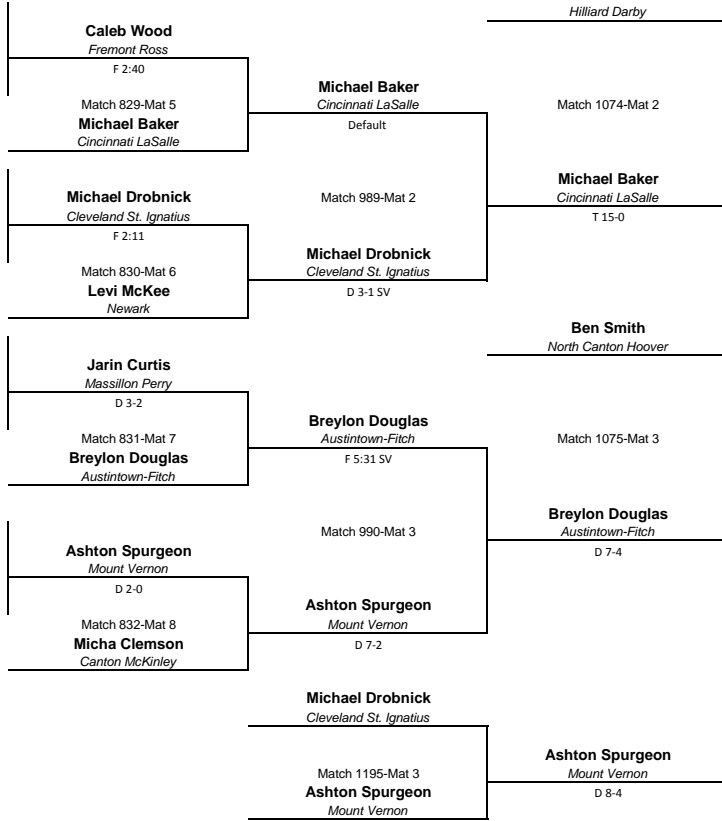 Hilliard Darby
Caleb Wood
Fremont Ross
F 2:40
Michael Baker
Cincinnati LaSalle
Match 829-Mat 5
Match 1074-Mat 2
Michael Baker
Default
Cincinnati LaSalle
Michael Baker
Michael Drobnick
Match 989-Mat 2
Cincinnati LaSalle
Cleveland St. Ignatius
T 15-0
F 2:11
Michael Drobnick
Match 830-Mat 6
Cleveland St. Ignatius
Levi McKee
D 3-1 SV
Newark
Ben Smith
North Canton Hoover
Jarin Curtis
Massillon Perry
D 3-2
Breylon Douglas
Match 831-Mat 7
Austintown-Fitch
Match 1075-Mat 3
Breylon Douglas
F 5:31 SV
Austintown-Fitch
Breylon Douglas
Match 990-Mat 3
Austintown-Fitch
Ashton Spurgeon
D 7-4
Mount Vernon
D 2-0
Ashton Spurgeon
Match 832-Mat 8
Mount Vernon
Micha Clemson
D 7-2
Canton McKinley
Michael Drobnick
Cleveland St. Ignatius
Ashton Spurgeon
Match 1195-Mat 3
Mount Vernon
Ashton Spurgeon
D 8-4
Mount Vernon